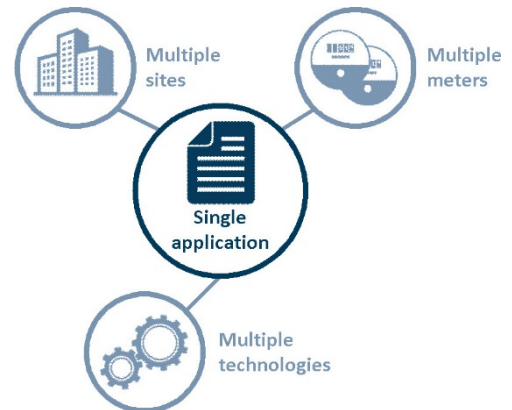 Multiple
sites
Multiple
meters
Single
application
Multiple
technologies